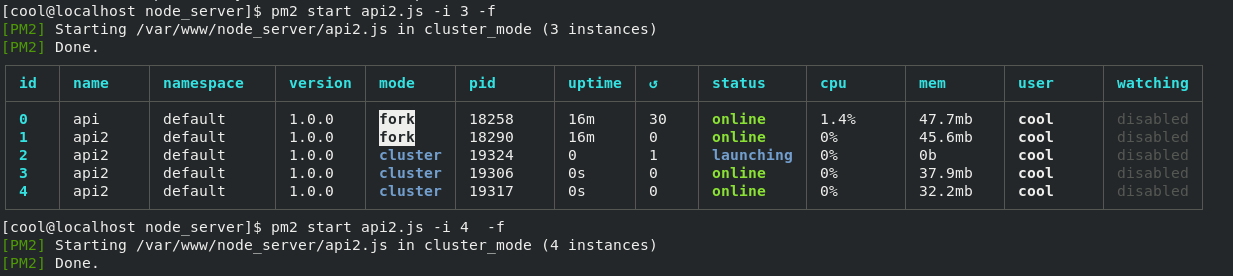 [cool@localhost node_server]$ pm2 start api2.js -i 3 -f
[PM2] Starting /var/www/node_server/api2.js in cluster_mode (3 instances)
[PM2] Done.
id name namespace version mode pid uptime ↺ status cpu mem user watching
0 api default 1.0.0 fork 18258 16m 30 online 1.4% 47.7mb cool disabled
1 api2 default 1.0.0 fork 18290 16m 0 online 0% 45.6mb cool disabled
2 api2 default 1.0.0 cluster 19324 0 1 launching 0% 0b cool disabled
3 api2 default 1.0.0 cluster 19306 0s 0 online 0% 37.9mb cool disabled
4 api2 default 1.0.0 cluster 19317 0s 0 online 0% 32.2mb cool disabled
[cool@localhost node_server]$ pm2 start api2.js -i 4  -f
[PM2] Starting /var/www/node_server/api2.js in cluster_mode (4 instances)
[PM2] Done.